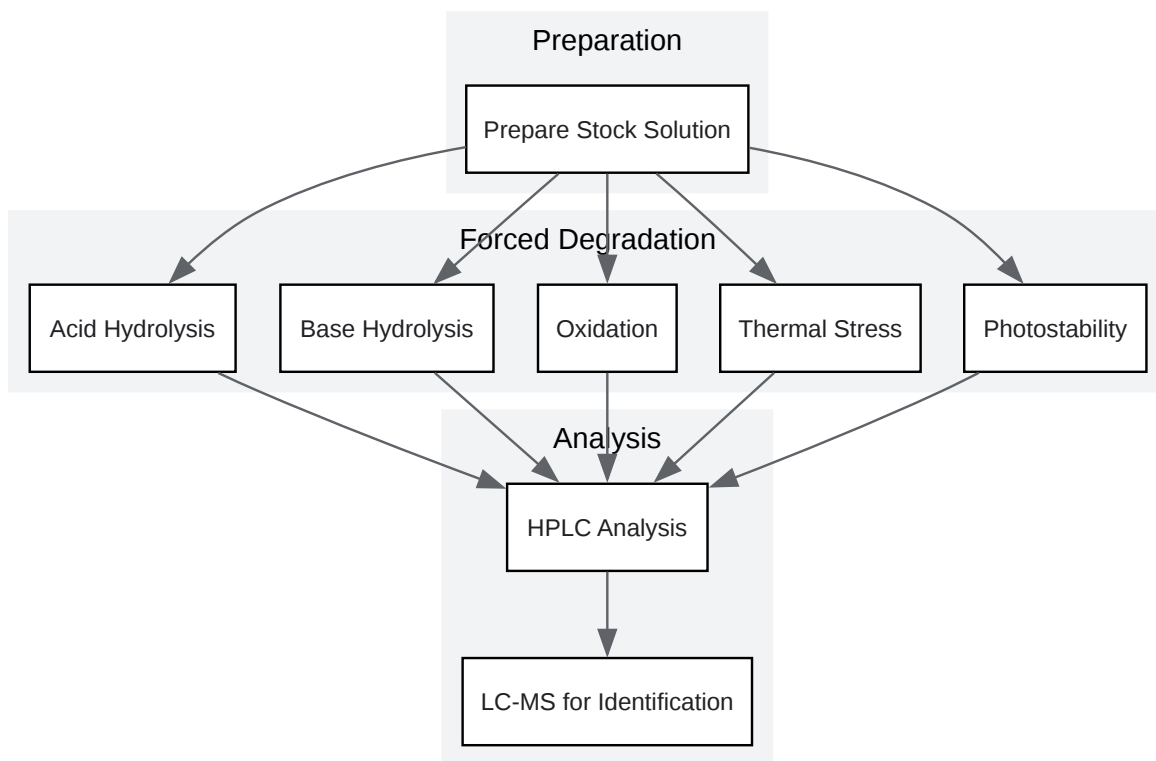 Preparation
Prepare Stock Solution
Forced Degradation
Acid Hydrolysis
Base Hydrolysis
Oxidation
Thermal Stress
Photostability
Analysis
HPLC Analysis
LC-MS for Identification